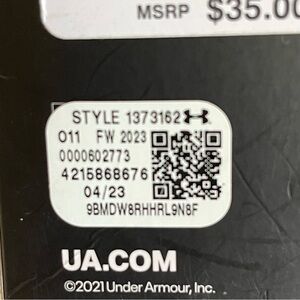 MSRP $35.00
STYLE 1373162
011 FW 2023
0000602773
4215868676
04/23
9BMDW8RHHRL9N8F
UA.COM
©2021 Under Armour, Inc.